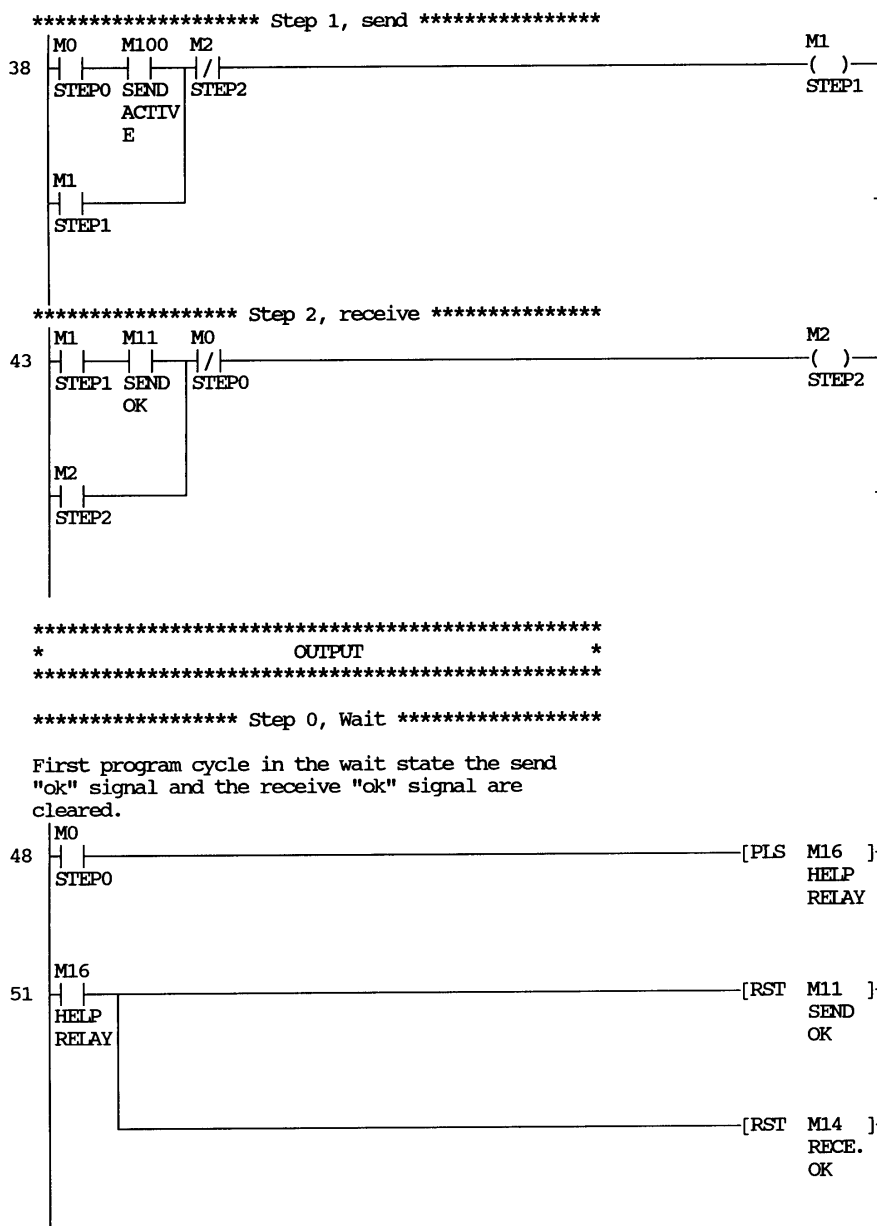 ******************** Step 1, send ****************
M0 M100 M2 M1
38 ( )
STEP0 SEND STEP2 STEP1
ACTIV
E
M1
STEP1
****************** Step 2, receive ***************
M1 M11 M0 M2
43 ( )
STEP1 SEND STEP0 STEP2
OK
M2
STEP2
**************************************************
* OUTPUT *
**************************************************
****************** Step 0, Wait ******************
First program cycle in the wait state the send
"ok" signal and the receive "ok" signal are
cleared.
M0
48 [PLS M16 ]
STEP0 HELP
RELAY
M16
51 [RST M11 ]
HELP SEND
RELAY OK
[RST M14 ]
RECE.
OK